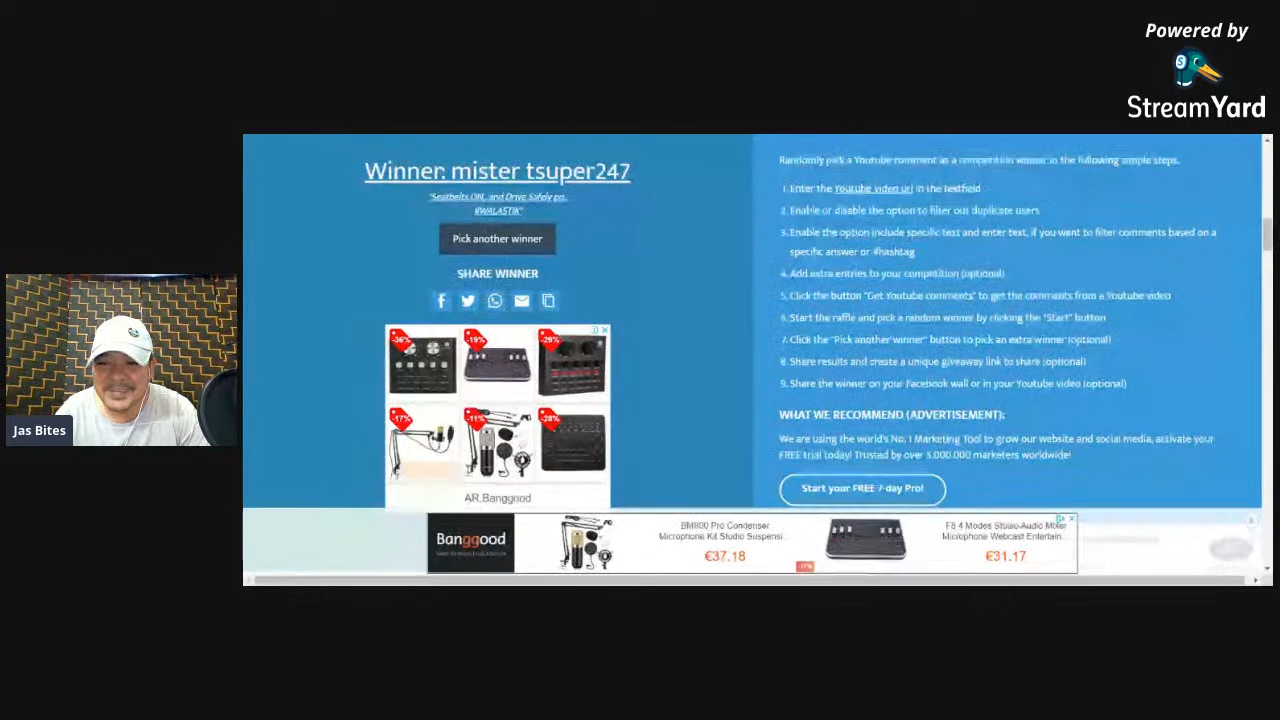 Powered by
StreamYard
Winner: mister tsuper247
"Seatbelts ON, and Drive Safely po.
#WALASTIK"
Pick another winner
SHARE WINNER
-36%
-19%
-29%
-17%
-11%
-28%
AR.Banggood
Randomly pick a Youtube comment as a competition winner in the following simple steps.
1. Enter the Youtube video url in the textfield
2. Enable or disable the option to filter out duplicate users
3. Enable the option include specific text and enter text, if you want to filter comments based on a
specific answer or #hashtag
4. Add extra entries to your competition (optional)
5. Click the button "Get Youtube comments" to get the comments from a Youtube video
6. Start the raffle and pick a random winner by clicking the "Start" button
7. Click the "Pick another winner" button to pick an extra winner (optional)
8. Share results and create a unique giveaway link to share (optional)
9. Share the winner on your Facebook wall or in your Youtube video (optional)
WHAT WE RECOMMEND (ADVERTISEMENT):
We are using the world's No. 1 Marketing Tool to grow our website and social media, activate your
FREE trial today! Trusted by over 5.000.000 marketers worldwide!
Start your FREE 7-day Pro!
Jas Bites
Banggood
BM800 Pro Condenser
Microphone Kit Studio Suspensi...
€37.18
F8 4 Modes Studio Audio Mixer
Microphone Webcast Entertain...
€31.17